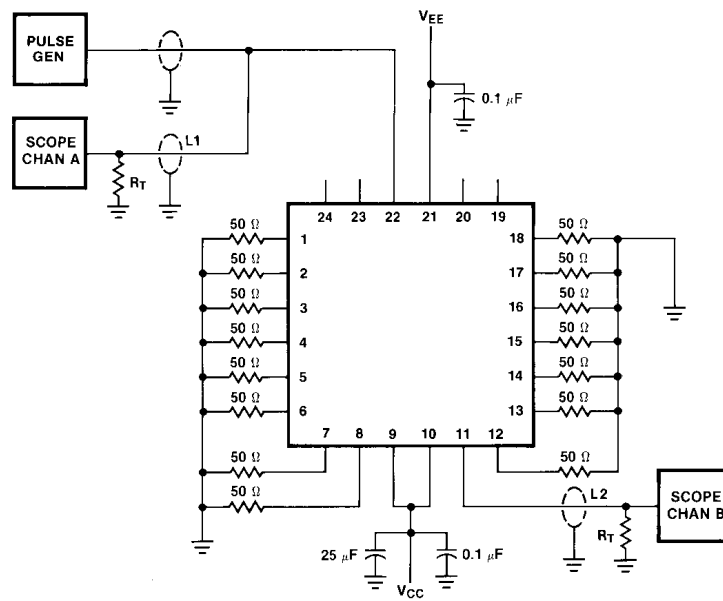 PULSE
GEN
V_EE
0.1 μF
SCOPE
CHAN A
L1
R_T
24 23 22 21 20 19
50 Ω 1 18 50 Ω
50 Ω 2 17 50 Ω
50 Ω 3 16 50 Ω
50 Ω 4 15 50 Ω
50 Ω 5 14 50 Ω
50 Ω 6 13 50 Ω
7 8 9 10 11 12
50 Ω 50 Ω
50 Ω L2
SCOPE
CHAN B
R_T
25 μF 0.1 μF
V_CC